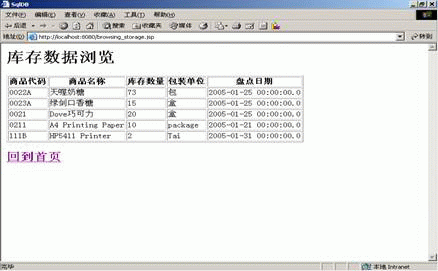 SqlDB
文件(F) 编辑(E) 查看(V) 收藏(A) 工具(T) 帮助(H)
后退 搜索 收藏夹 媒体
地址(D) http://localhost:8080/browsing_storage.jsp 转到
库存数据浏览
商品代码 商品名称 库存数量 包装单位 盘点日期
0022A 天喔奶糖 73 包 2005-01-25 00:00:00.0
0023A 绿剑口香糖 15 盒 2005-01-25 00:00:00.0
0021 Dove巧可力 20 盒 2005-01-25 00:00:00.0
0211 A4 Printing Paper 10 package 2005-01-21 00:00:00.0
111B HP5411 Printer 2 Tai 2005-01-31 00:00:00.0
回到首页
完毕 本地 Intranet